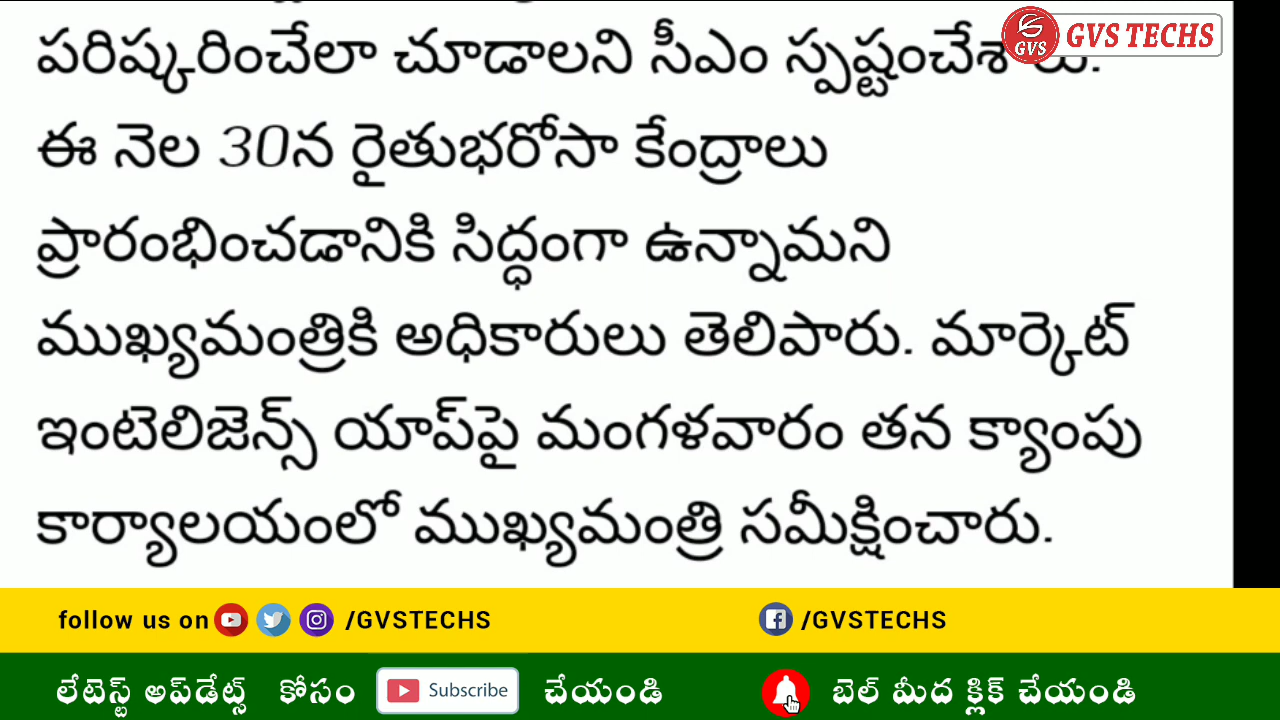 పరిష్కరించేలా చూడాలని సీఎం
GVS GVS TECHS
ఈ నెల 30న రైతుభరోసా కేంద్రాలు
ప్రారంభించడానికి సిద్ధంగా ఉన్నామని
ముఖ్యమంత్రికి అధికారులు తెలిపారు. మార్కెట్
ఇంటెలిజెన్స్ యాప్‌పై మంగళవారం తన క్యాంపు
కార్యాలయంలో ముఖ్యమంత్రి సమీక్షించారు.
follow us on /GVSTECHS /GVSTECHS
లేటెస్ట్ అప్‌డేట్స్ కోసం Subscribe చేయండి బెల్ మీద క్లిక్ చేయండి